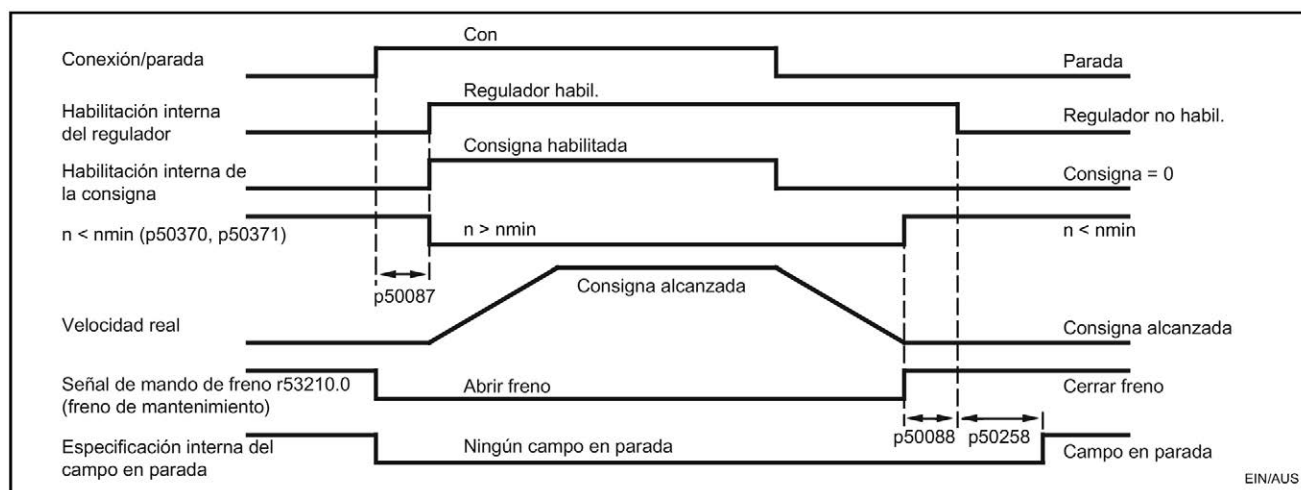 Conexión/parada
Con
Parada
Habilitación interna
del regulador
Regulador habil.
Regulador no habil.
Habilitación interna de
la consigna
Consigna habilitada
Consigna = 0
n < nmin (p50370, p50371)
n > nmin
n < nmin
p50087
Velocidad real
Consigna alcanzada
Consigna alcanzada
Señal de mando de freno r53210.0
(freno de mantenimiento)
Abrir freno
Cerrar freno
p50088
p50258
Especificación interna del
campo en parada
Ningún campo en parada
Campo en parada
EIN/AUS